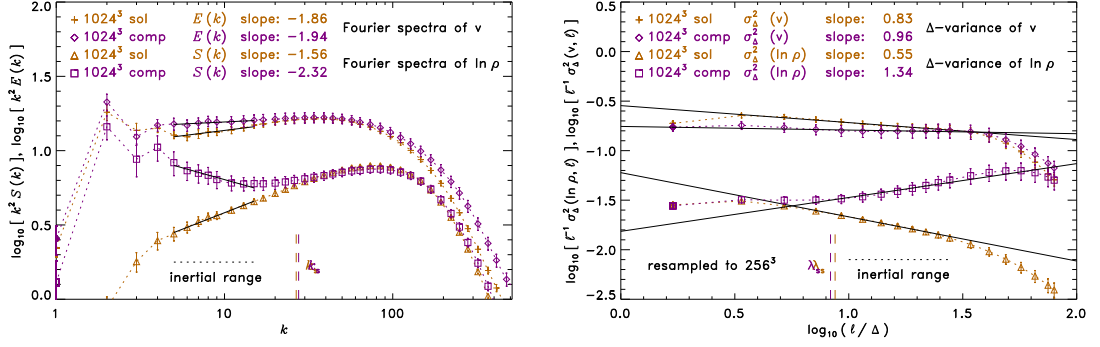 + 1024³ sol E(k) slope: −1.86
◇ 1024³ comp E(k) slope: −1.94
△ 1024³ sol S(k) slope: −1.56
□ 1024³ comp S(k) slope: −2.32
Fourier spectra of v
Fourier spectra of ln ρ
log₁₀[ k² S(k) ], log₁₀[ k² E(k) ]
2.0
1.5
1.0
0.5
0.0
inertial range
1
10
100
k
+ 1024³ sol σ²_Δ (v) slope: 0.83
◇ 1024³ comp σ²_Δ (v) slope: 0.96
△ 1024³ sol σ²_Δ (ln ρ) slope: 0.55
□ 1024³ comp σ²_Δ (ln ρ) slope: 1.34
Δ−variance of v
Δ−variance of ln ρ
log₁₀[ ℓ⁻¹ σ²_Δ(ln ρ, ℓ) ], log₁₀[ ℓ⁻¹ σ²_Δ(v, ℓ) ]
0.5
0.0
−0.5
−1.0
−1.5
−2.0
−2.5
resampled to 256³
λₛₛ
inertial range
0.0
0.5
1.0
1.5
2.0
log₁₀(ℓ/Δ)